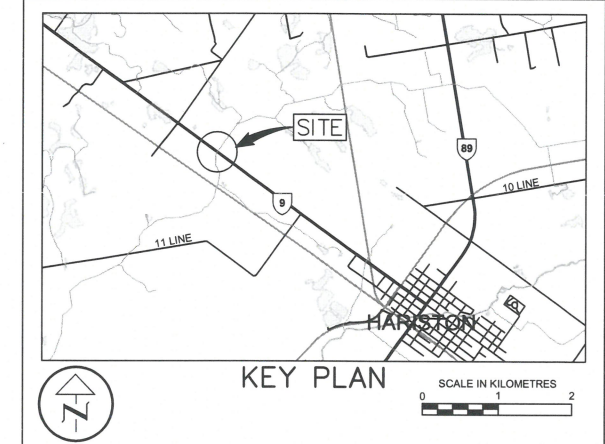 SITE
89
10 LINE
9
11 LINE
HARISTON
KEY PLAN
N
SCALE IN KILOMETRES
0 1 2